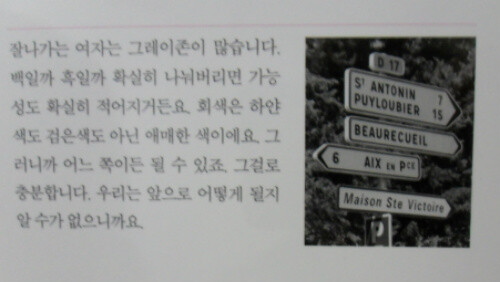 잘나가는 여자는 그레이존이 많습니다.
백일까 흑일까 확실히 나눠버리면 가능
성도 확실히 적어지거든요. 회색은 하얀
색도 검은색도 아닌 애매한 색이에요. 그
러니까 어느 쪽이든 될 수 있죠. 그걸로
충분합니다. 우리는 앞으로 어떻게 될지
알 수가 없으니까요.
D 17
ST ANTONIN 7
PUYLOUBIER 15
BEAURECUEIL
6 AIX EN PCE
Maison Ste Victoire